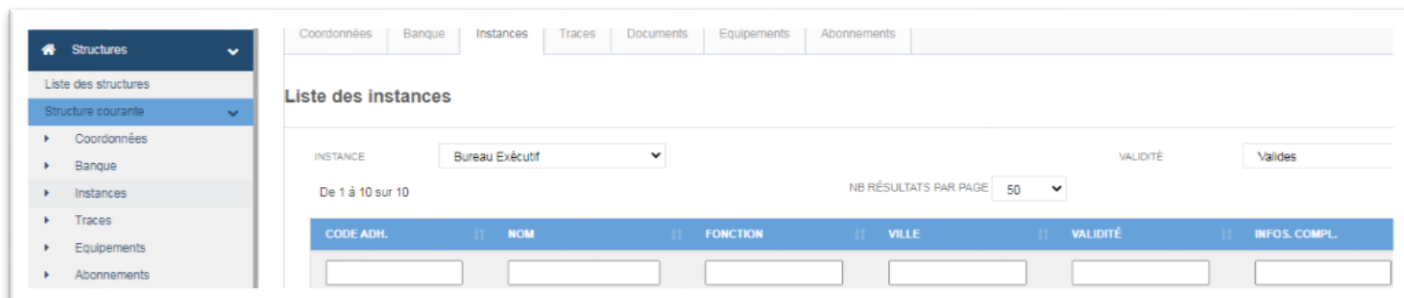 Structures
Liste des structures
Structure courante
Coordonnées
Banque
Instances
Traces
Equipements
Abonnements
Coordonnées Banque Instances Traces Documents Equipements Abonnements
Liste des instances
INSTANCE Bureau Exécutif VALIDITÉ Valides
De 1 à 10 sur 10 NB RÉSULTATS PAR PAGE 50
CODE ADH. NOM FONCTION VILLE VALIDITÉ INFOS. COMPL.